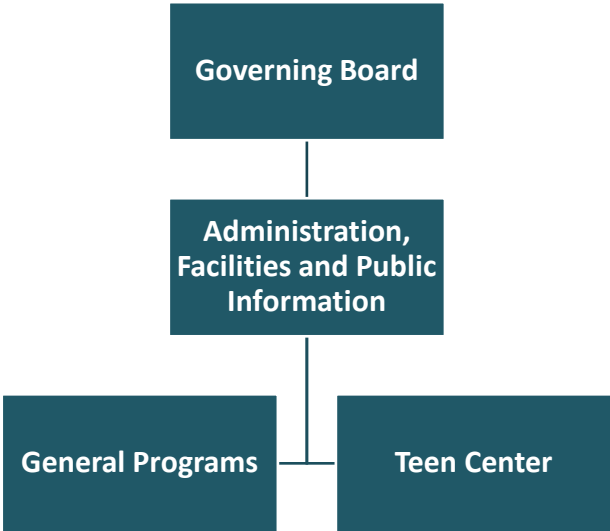 Governing Board
Administration,
Facilities and Public
Information
General Programs
Teen Center